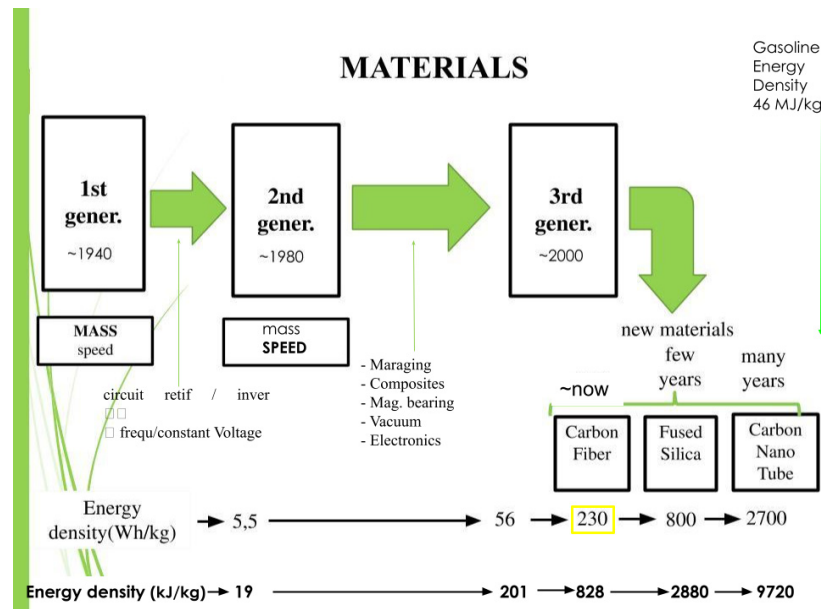 MATERIALS
Gasoline
Energy
Density
46 MJ/kg
1st
gener.
~1940
2nd
gener.
~1980
3rd
gener.
~2000
MASS
speed
mass
SPEED
circuit retif / inver
□□
□ frequ/constant Voltage
- Maraging
- Composites
- Mag. bearing
- Vacuum
- Electronics
new materials
~now
few
years
many
years
Carbon
Fiber
Fused
Silica
Carbon
Nano
Tube
Energy
density(Wh/kg)
5,5 56 230 800 2700
Energy density (kJ/kg) 19 201 828 2880 9720